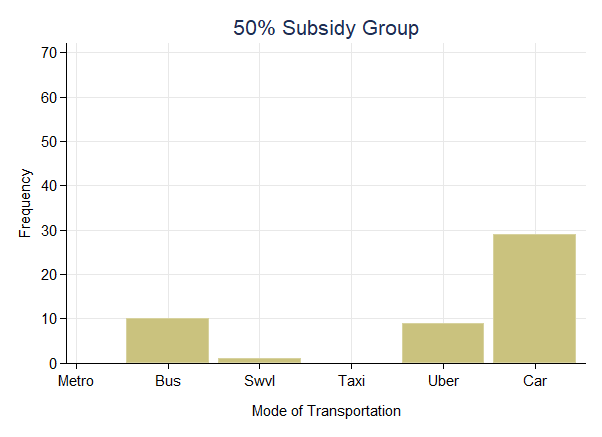 50% Subsidy Group
70
60
50
40
30
20
10
0
Frequency
Metro Bus Swvl Taxi Uber Car
Mode of Transportation